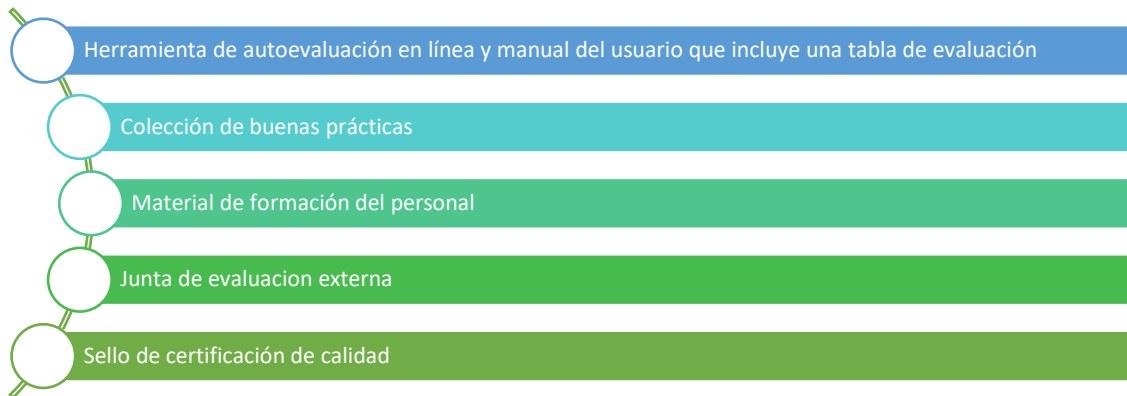 Herramienta de autoevaluación en línea y manual del usuario que incluye una tabla de evaluación
Colección de buenas prácticas
Material de formación del personal
Junta de evaluacion externa
Sello de certificación de calidad